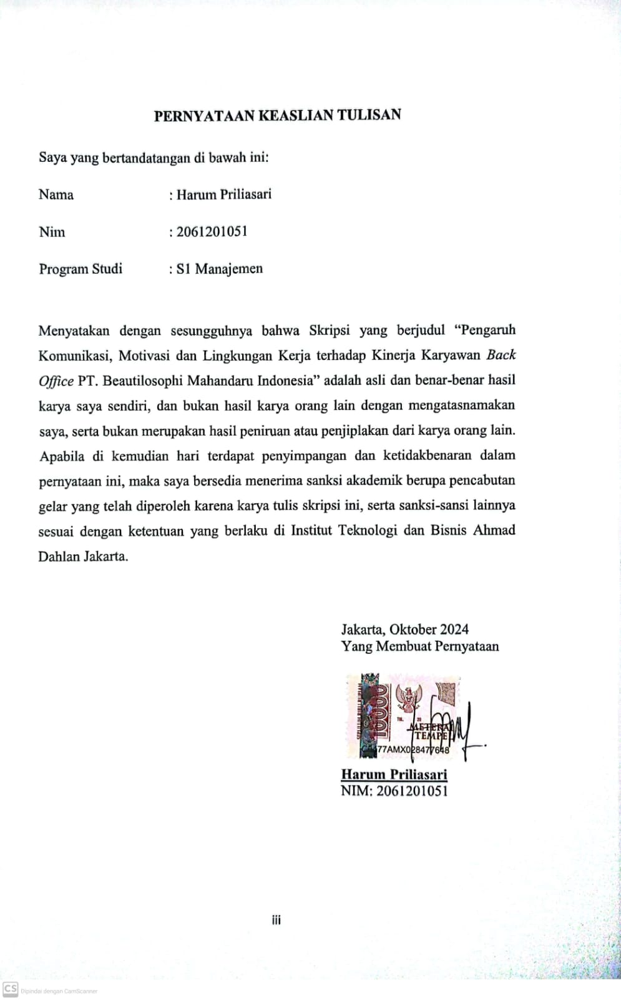 PERNYATAAN KEASLIAN TULISAN
Saya yang bertandatangan di bawah ini:
Nama : Harum Priliasari
Nim : 2061201051
Program Studi : S1 Manajemen
Menyatakan dengan sesungguhnya bahwa Skripsi yang berjudul “Pengaruh
Komunikasi, Motivasi dan Lingkungan Kerja terhadap Kinerja Karyawan Back
Office PT. Beautilosophi Mahandaru Indonesia” adalah asli dan benar-benar hasil
karya saya sendiri, dan bukan hasil karya orang lain dengan mengatasnamakan
saya, serta bukan merupakan hasil peniruan atau penjiplakan dari karya orang lain.
Apabila di kemudian hari terdapat penyimpangan dan ketidakbenaran dalam
pernyataan ini, maka saya bersedia menerima sanksi akademik berupa pencabutan
gelar yang telah diperoleh karena karya tulis skripsi ini, serta sanksi-sansi lainnya
sesuai dengan ketentuan yang berlaku di Institut Teknologi dan Bisnis Ahmad
Dahlan Jakarta.
Jakarta, Oktober 2024
Yang Membuat Pernyataan
10000
TGL. 20
METERA
TEMPE
77AMX028477648
Harum Priliasari
NIM: 2061201051
iii
CS Dipindai dengan CamScanner